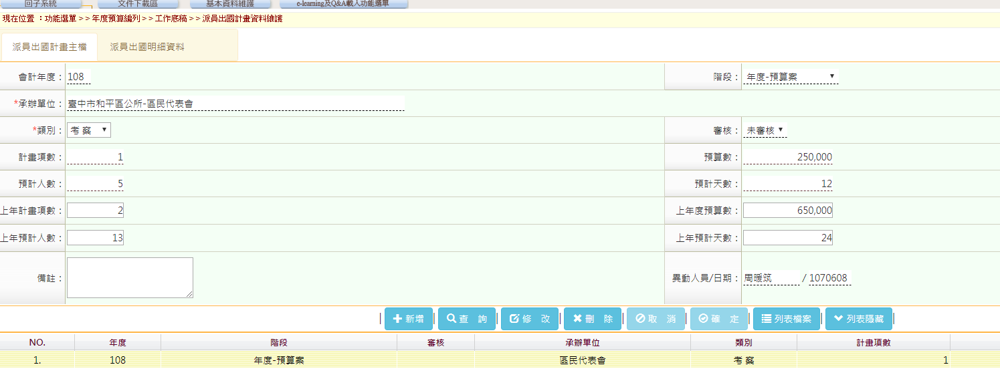 回子系統 文件下載區 基本資料維護 e-learning及Q&A載入功能選單
現在位置 ：功能選單 > > 年度預算編列 > > 工作底稿 > > 派員出國計畫資料維護
派員出國計畫主檔 派員出國明細資料
會計年度： 108 階段： 年度-預算案
*承辦單位： 臺中市和平區公所-區民代表會
*類別： 考 察 審核： 未審核
計畫項數： 1 預算數： 250,000
預計人數： 5 預計天數： 12
上年計畫項數： 2 上年度預算數： 650,000
上年預計人數： 13 上年預計天數： 24
備註： 異動人員/日期： 周暖筑 / 1070608
| 新增 | 查 詢 | 修 改 | 刪 除 | 取 消 | 確 定 | 列表檔案 | 列表隱藏 |
NO. 年度 階段 審核 承辦單位 類別 計畫項數
1. 108 年度-預算案 區民代表會 考 察 1